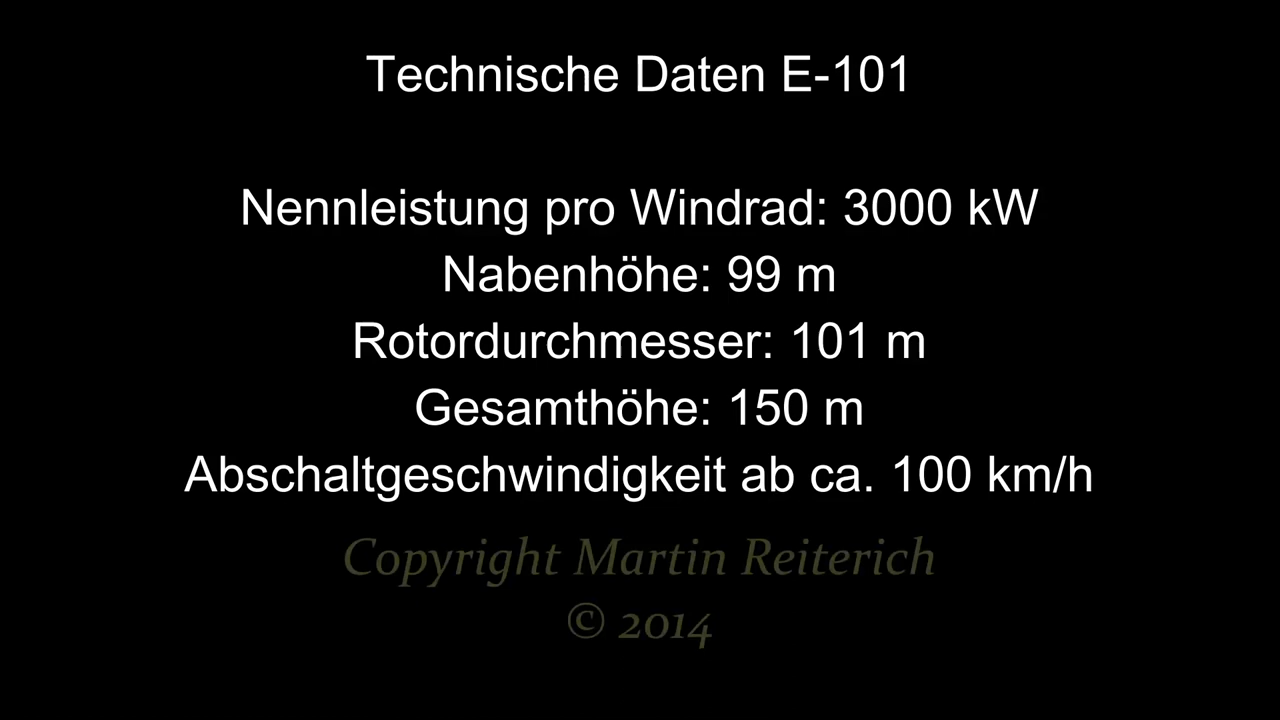 Technische Daten E-101
Nennleistung pro Windrad: 3000 kW
Nabenhöhe: 99 m
Rotordurchmesser: 101 m
Gesamthöhe: 150 m
Abschaltgeschwindigkeit ab ca. 100 km/h
Copyright Martin Reiterich
© 2014